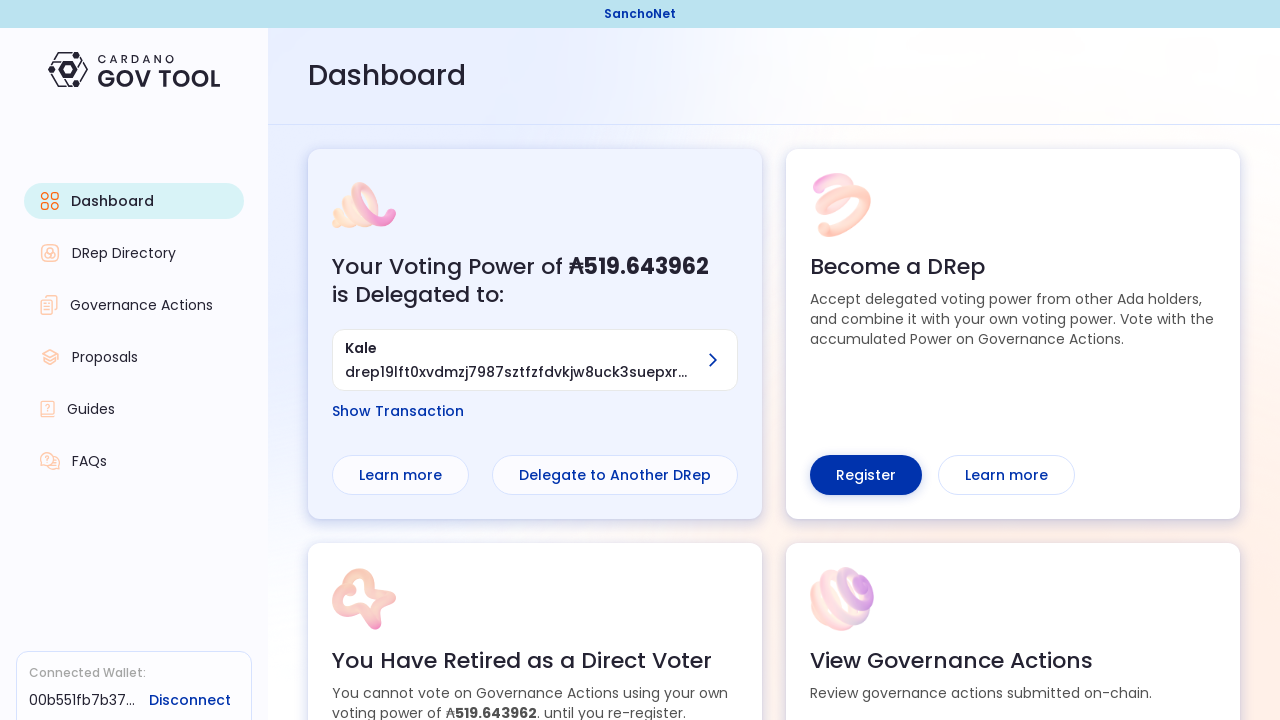 SanchoNet
CARDANO
GOV TOOL
Dashboard
DRep Directory
Governance Actions
Proposals
Guides
FAQs
Connected Wallet:
00b551fb7b37...
Disconnect
Dashboard
Your Voting Power of ₳519.643962
is Delegated to:
Kale
drep19lft0xvdmzj7987sztfzfdvkjw8uck3suepxr...
Show Transaction
Learn more
Delegate to Another DRep
Become a DRep
Accept delegated voting power from other Ada holders,
and combine it with your own voting power. Vote with the
accumulated Power on Governance Actions.
Register
Learn more
You Have Retired as a Direct Voter
You cannot vote on Governance Actions using your own
voting power of ₳519.643962. until you re-register.
View Governance Actions
Review governance actions submitted on-chain.